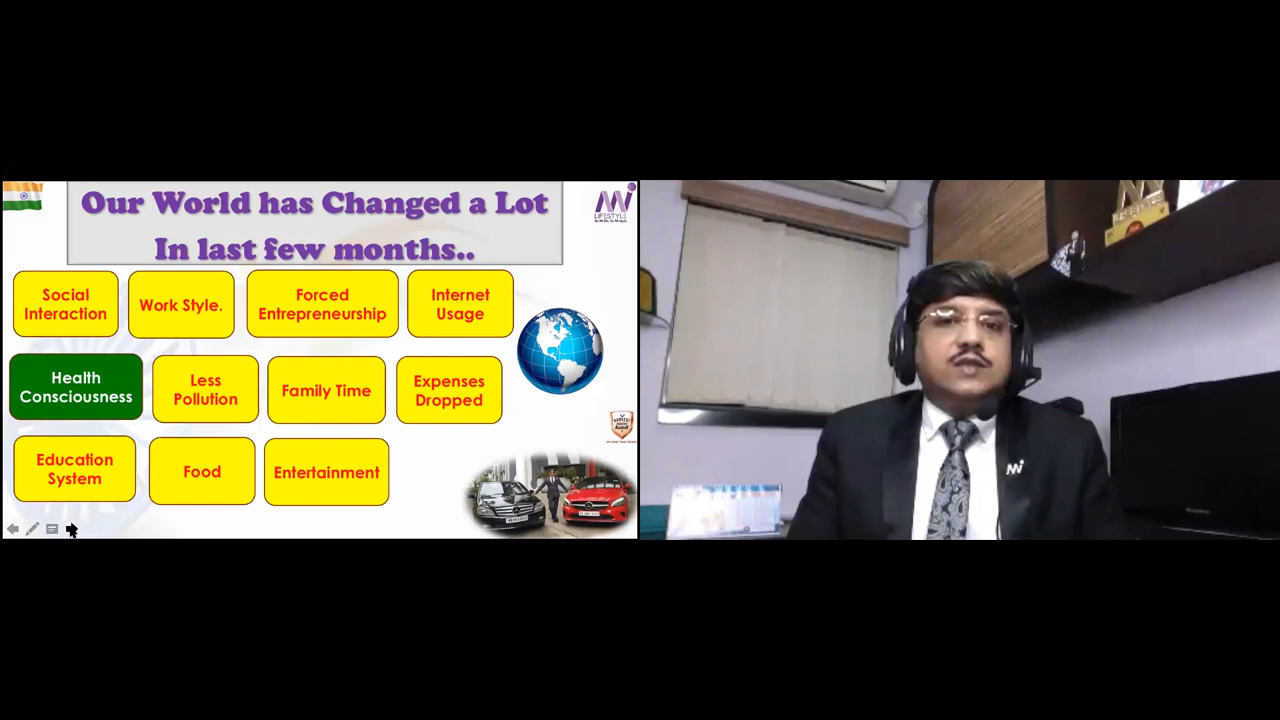 Our World has Changed a Lot
In last few months..
LIFESTYLE
Social
Interaction
Work Style.
Forced
Entrepreneurship
Internet
Usage
Health
Consciousness
Less
Pollution
Family Time
Expenses
Dropped
Education
System
Food
Entertainment